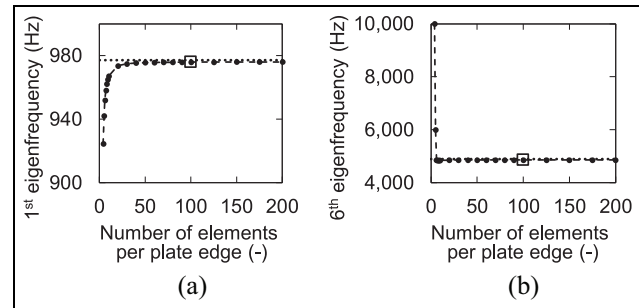 1st eigenfrequency (Hz)
980
940
900
0 50 100 150 200
Number of elements
per plate edge (-)
(a)
6th eigenfrequency (Hz)
10,000
8,000
6,000
4,000
0 50 100 150 200
Number of elements
per plate edge (-)
(b)